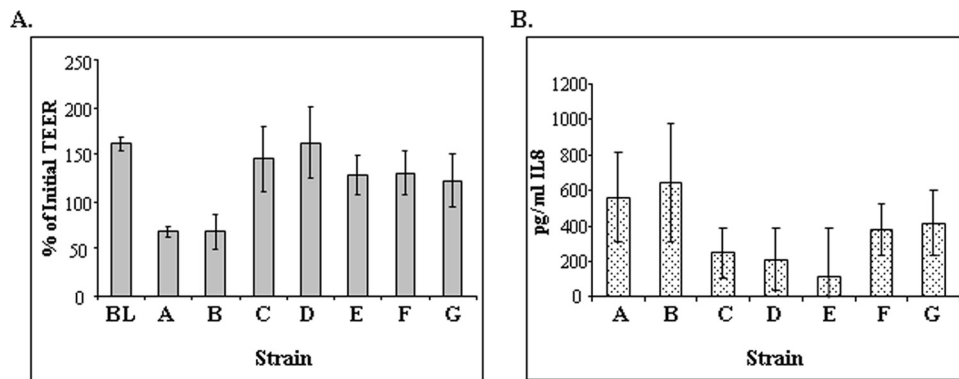 A.
% of Initial TEER
250
200
150
100
50
0
BL A B C D E F G
Strain
B.
pg/ml IL8
1200
1000
800
600
400
200
0
A B C D E F G
Strain